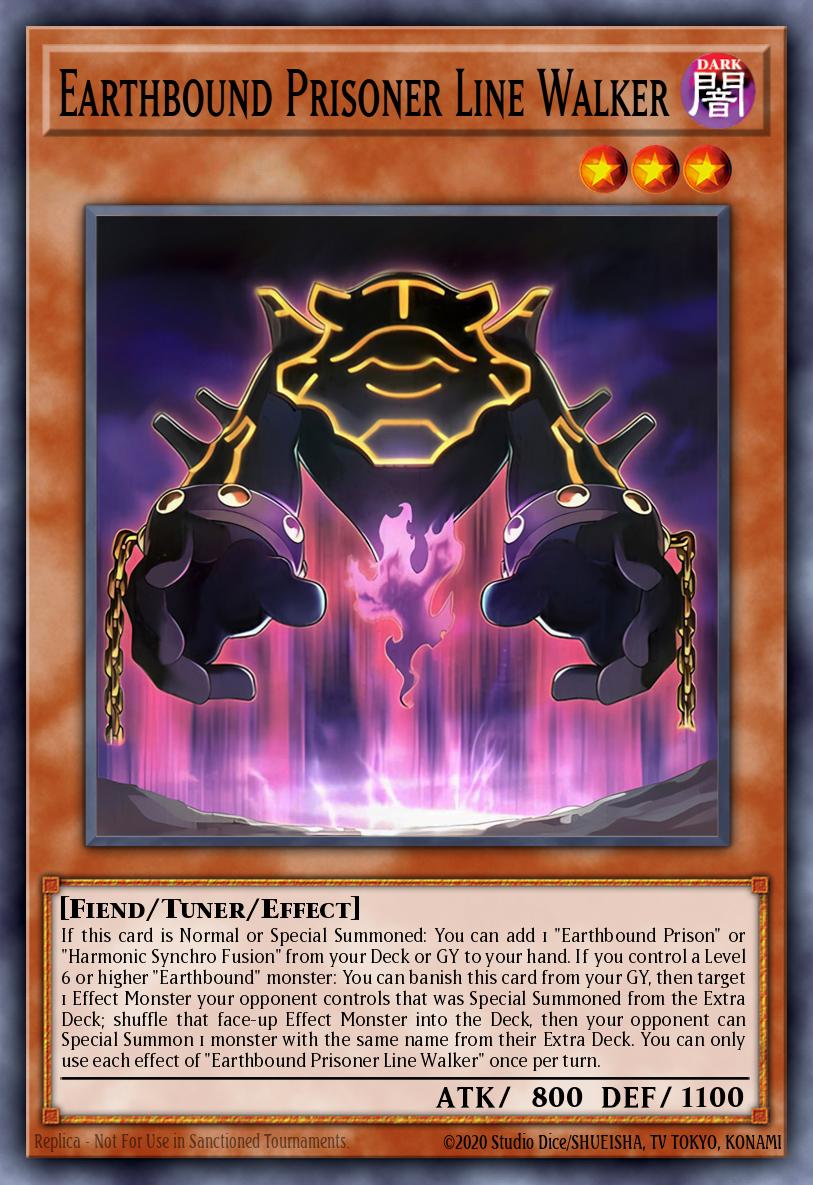 EARTHBOUND PRISONER LINE WALKER
DARK
闇
[FIEND/TUNER/EFFECT]
If this card is Normal or Special Summoned: You can add 1 "Earthbound Prison" or
"Harmonic Synchro Fusion" from your Deck or GY to your hand. If you control a Level
6 or higher "Earthbound" monster: You can banish this card from your GY, then target
1 Effect Monster your opponent controls that was Special Summoned from the Extra
Deck; shuffle that face-up Effect Monster into the Deck, then your opponent can
Special Summon 1 monster with the same name from their Extra Deck. You can only
use each effect of "Earthbound Prisoner Line Walker" once per turn.
ATK/ 800 DEF/ 1100
Replica - Not For Use in Sanctioned Tournaments.
©2020 Studio Dice/SHUEISHA, TV TOKYO, KONAMI